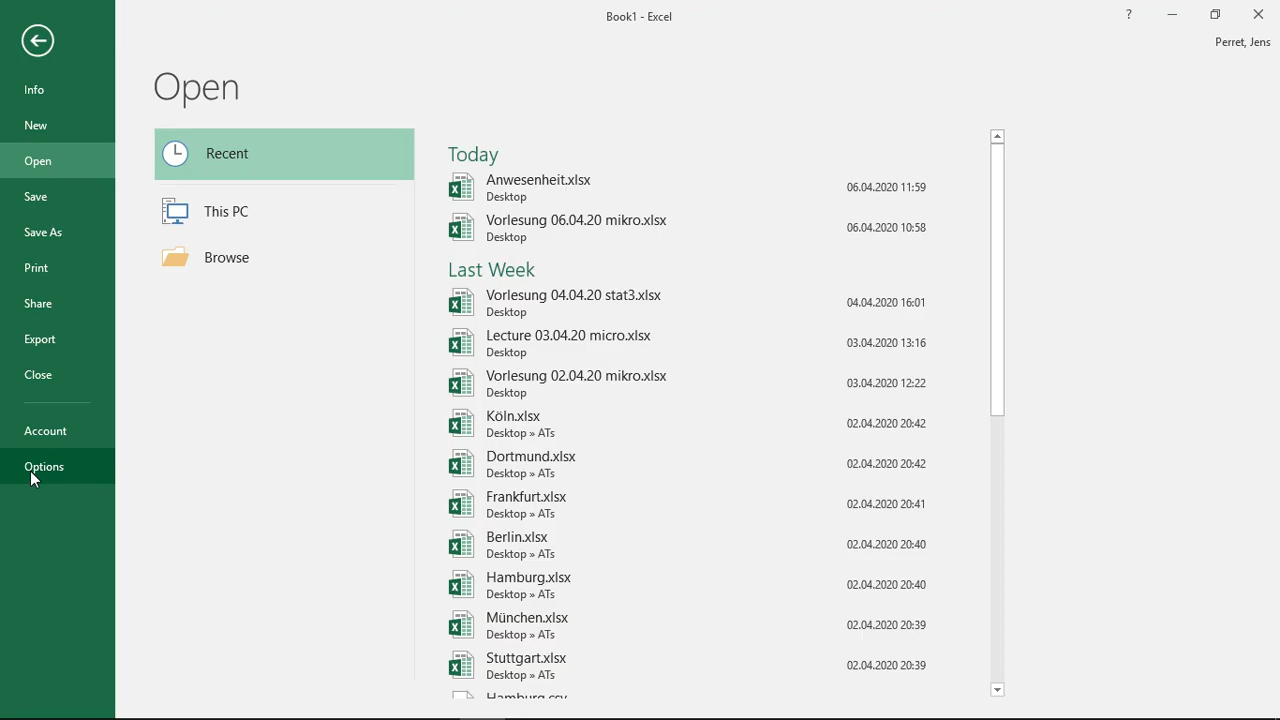 Book1 - Excel
?
Perret, Jens
Info
New
Open
Save
Save As
Print
Share
Export
Close
Account
Options
Open
Recent
This PC
Browse
Today
Anwesenheit.xlsx
Desktop
06.04.2020 11:59
Vorlesung 06.04.20 mikro.xlsx
Desktop
06.04.2020 10:58
Last Week
Vorlesung 04.04.20 stat3.xlsx
Desktop
04.04.2020 16:01
Lecture 03.04.20 micro.xlsx
Desktop
03.04.2020 13:16
Vorlesung 02.04.20 mikro.xlsx
Desktop
03.04.2020 12:22
Köln.xlsx
Desktop » ATs
02.04.2020 20:42
Dortmund.xlsx
Desktop » ATs
02.04.2020 20:42
Frankfurt.xlsx
Desktop » ATs
02.04.2020 20:41
Berlin.xlsx
Desktop » ATs
02.04.2020 20:40
Hamburg.xlsx
Desktop » ATs
02.04.2020 20:40
München.xlsx
Desktop » ATs
02.04.2020 20:39
Stuttgart.xlsx
Desktop » ATs
02.04.2020 20:39
Hamburg.csv